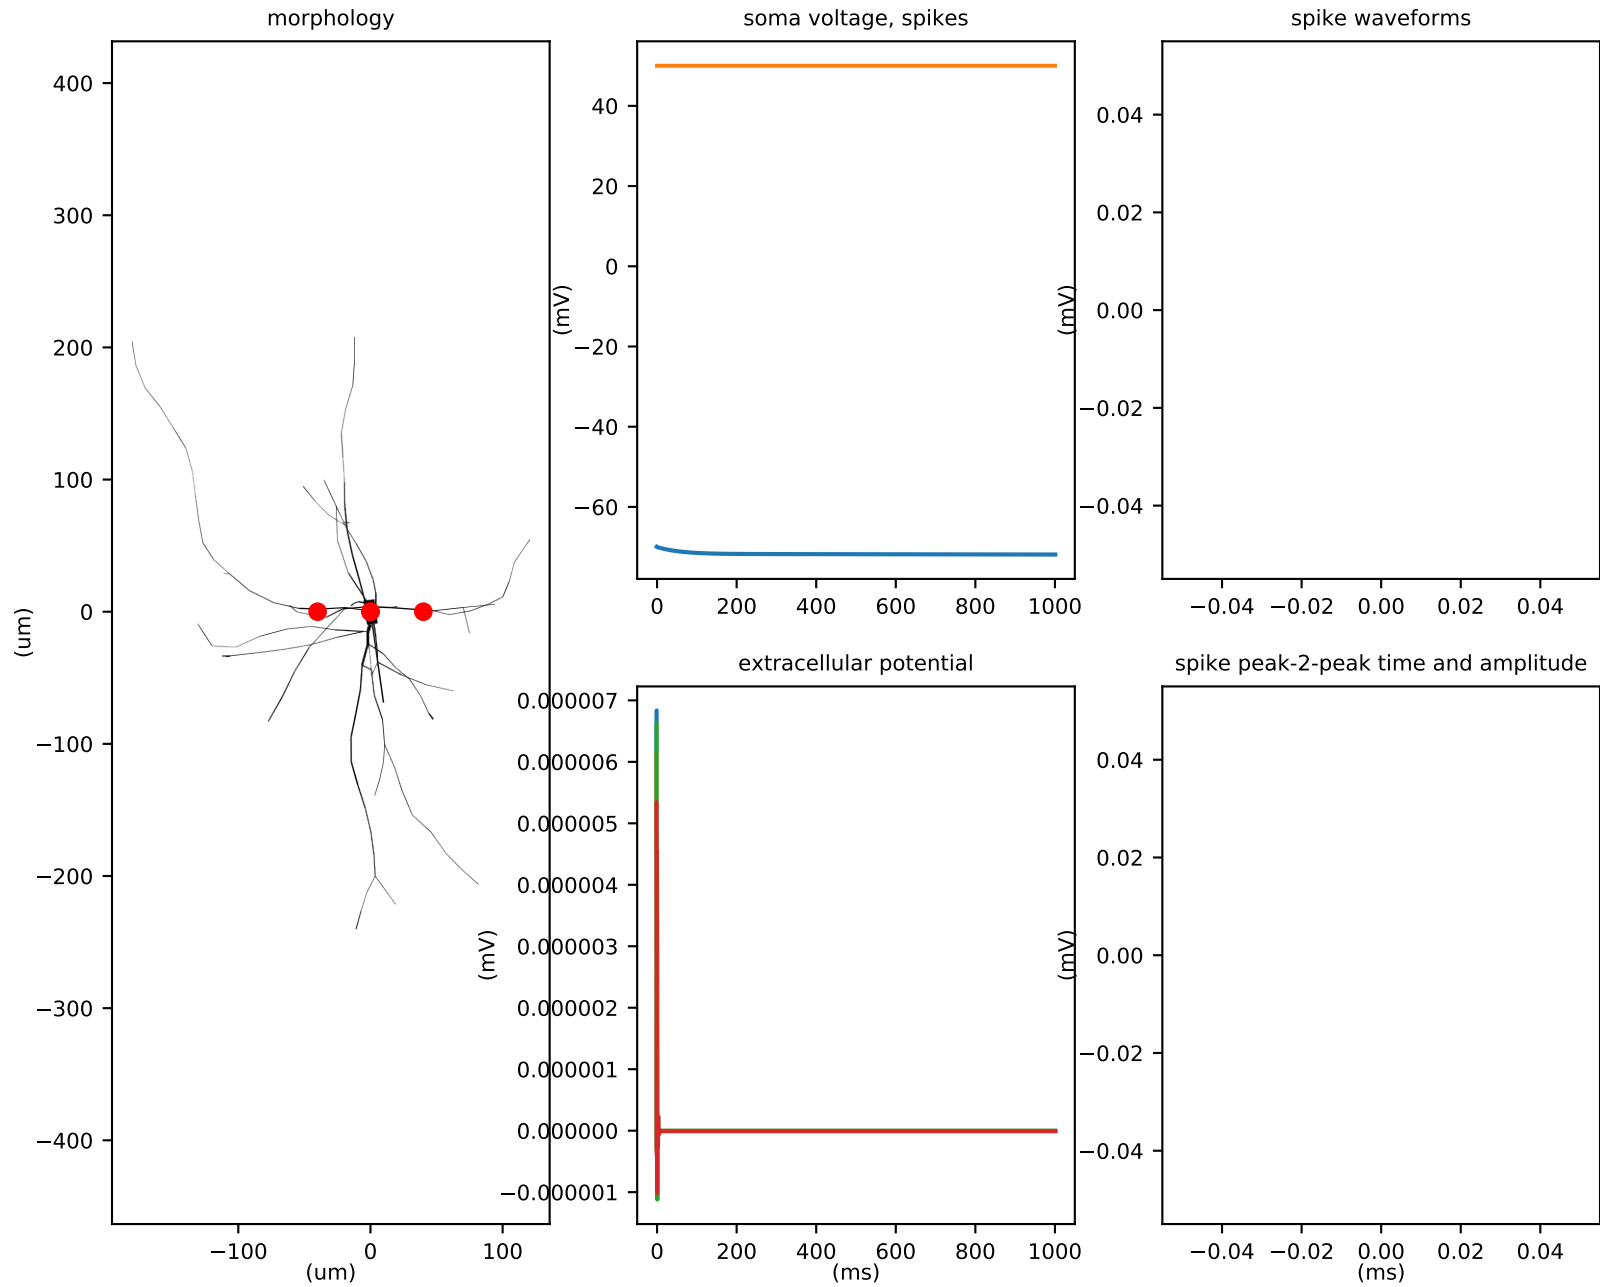 morphology
400
300
200
100
0
−100
−200
−300
−400
(um)
−100 0 100
(um)
soma voltage, spikes
40
20
0
−20
−40
−60
(mV)
0 200 400 600 800 1000
spike waveforms
0.04
0.02
0.00
−0.02
−0.04
(mV)
−0.04 −0.02 0.00 0.02 0.04
extracellular potential
0.000007
0.000006
0.000005
0.000004
0.000003
0.000002
0.000001
0.000000
−0.000001
(mV)
0 200 400 600 800 1000
(ms)
spike peak-2-peak time and amplitude
0.04
0.02
0.00
−0.02
−0.04
(mV)
−0.04 −0.02 0.00 0.02 0.04
(ms)